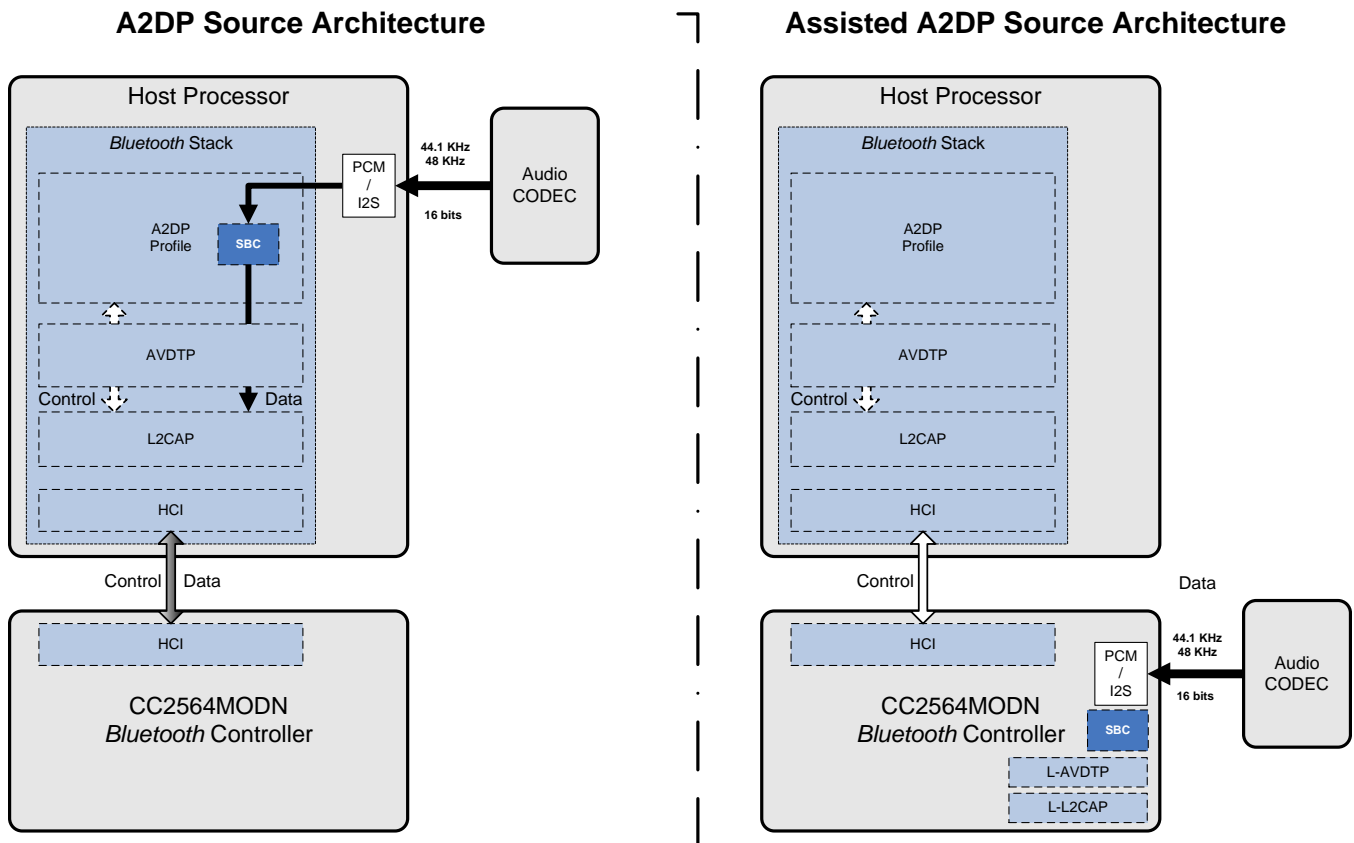 A2DP Source Architecture
Host Processor
Bluetooth Stack
A2DP
Profile
SBC
PCM
/
I2S
44.1 KHz
48 KHz
16 bits
Audio
CODEC
AVDTP
Control
Data
L2CAP
HCI
Control
Data
HCI
CC2564MODN
Bluetooth Controller
Assisted A2DP Source Architecture
Host Processor
Bluetooth Stack
A2DP
Profile
AVDTP
Control
L2CAP
HCI
Control
Data
HCI
CC2564MODN
Bluetooth Controller
PCM
/
I2S
44.1 KHz
48 KHz
16 bits
Audio
CODEC
SBC
L-AVDTP
L-L2CAP